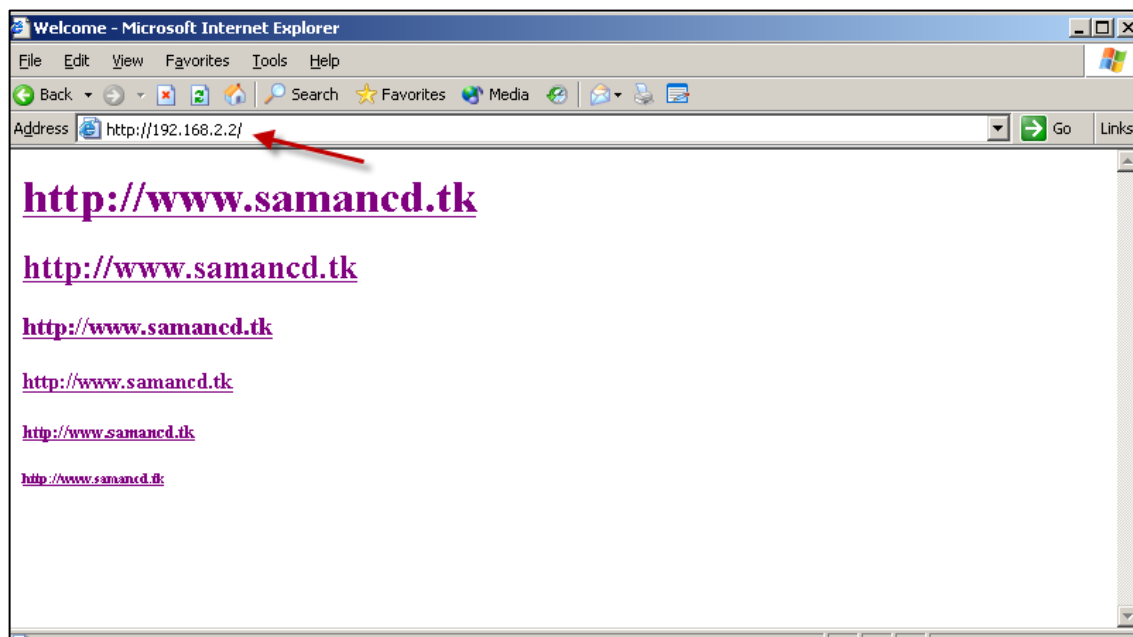 Welcome - Microsoft Internet Explorer
File Edit View Favorites Tools Help
Back Search Favorites Media
Address http://192.168.2.2/ Go Links
http://www.samancd.tk
http://www.samancd.tk
http://www.samancd.tk
http://www.samancd.tk
http://www.samancd.tk
http://www.samancd.tk